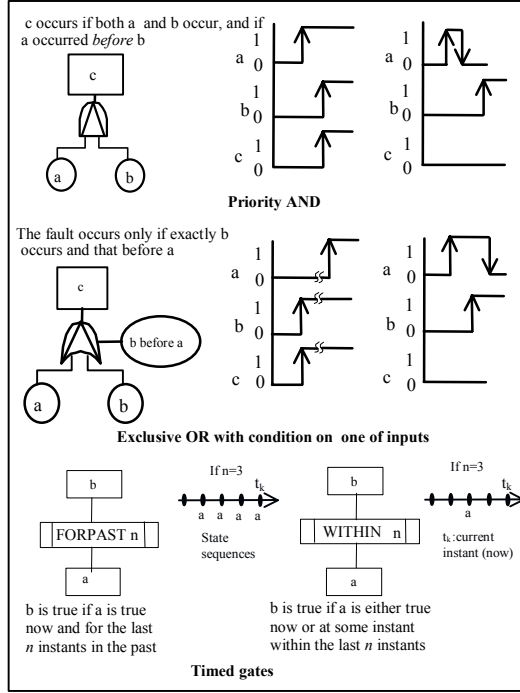 c occurs if both a and b occur, and if
a occurred before b
c
a
b
1
a
0
1
b
0
1
c
0
1
a
0
1
b
0
1
c
0
Priority AND
The fault occurs only if exactly b
occurs and that before a
c
b before a
a
b
1
a
0
1
b
0
1
c
0
1
a
0
1
b
0
1
c
0
Exclusive OR with condition on one of inputs
b
FORPAST n
a
If n=3
tk
a a a a
State
sequences
b is true if a is true
now and for the last
n instants in the past
b
WITHIN n
a
If n=3
tk
a
tk:current
instant (now)
b is true if a is either true
now or at some instant
within the last n instants
Timed gates